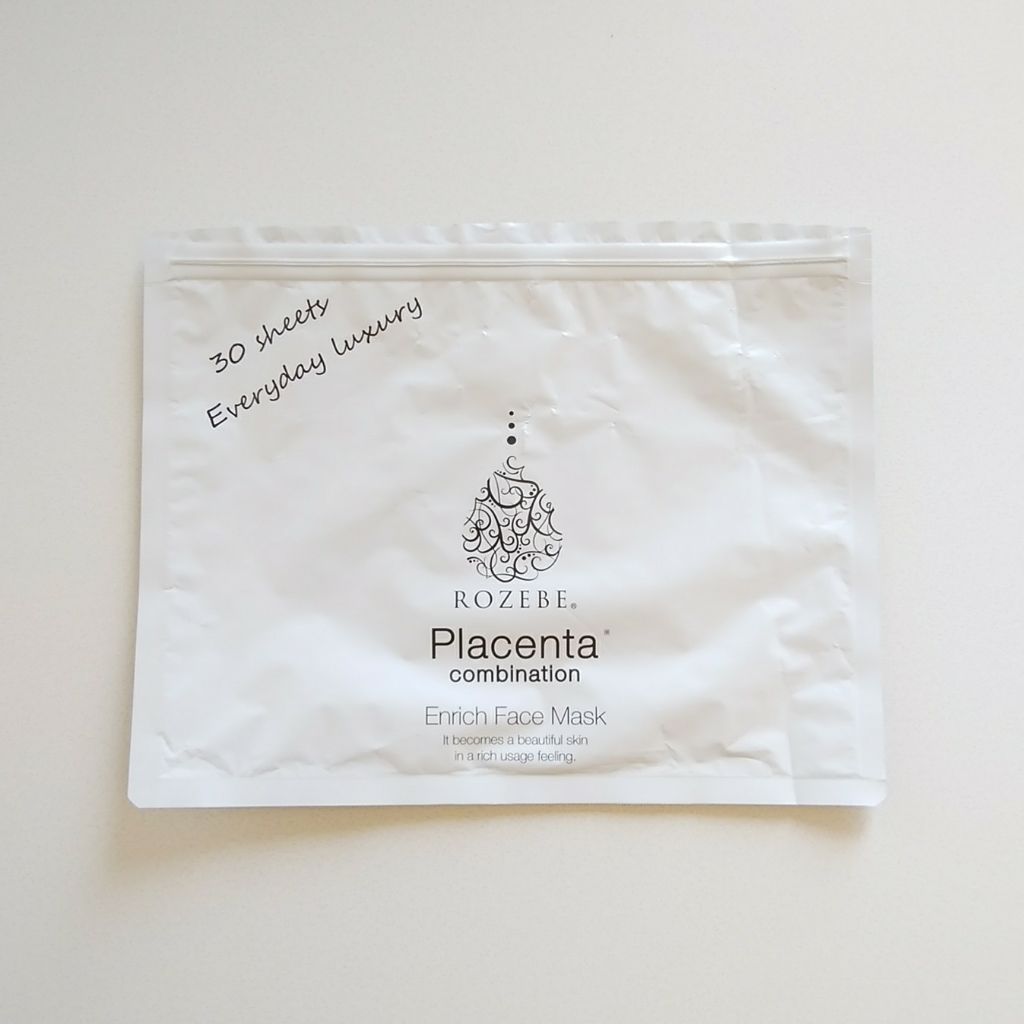 30 sheets
Everyday luxury
ROZEBE®
Placenta※
combination
Enrich Face Mask
It becomes a beautiful skin
in a rich usage feeling.